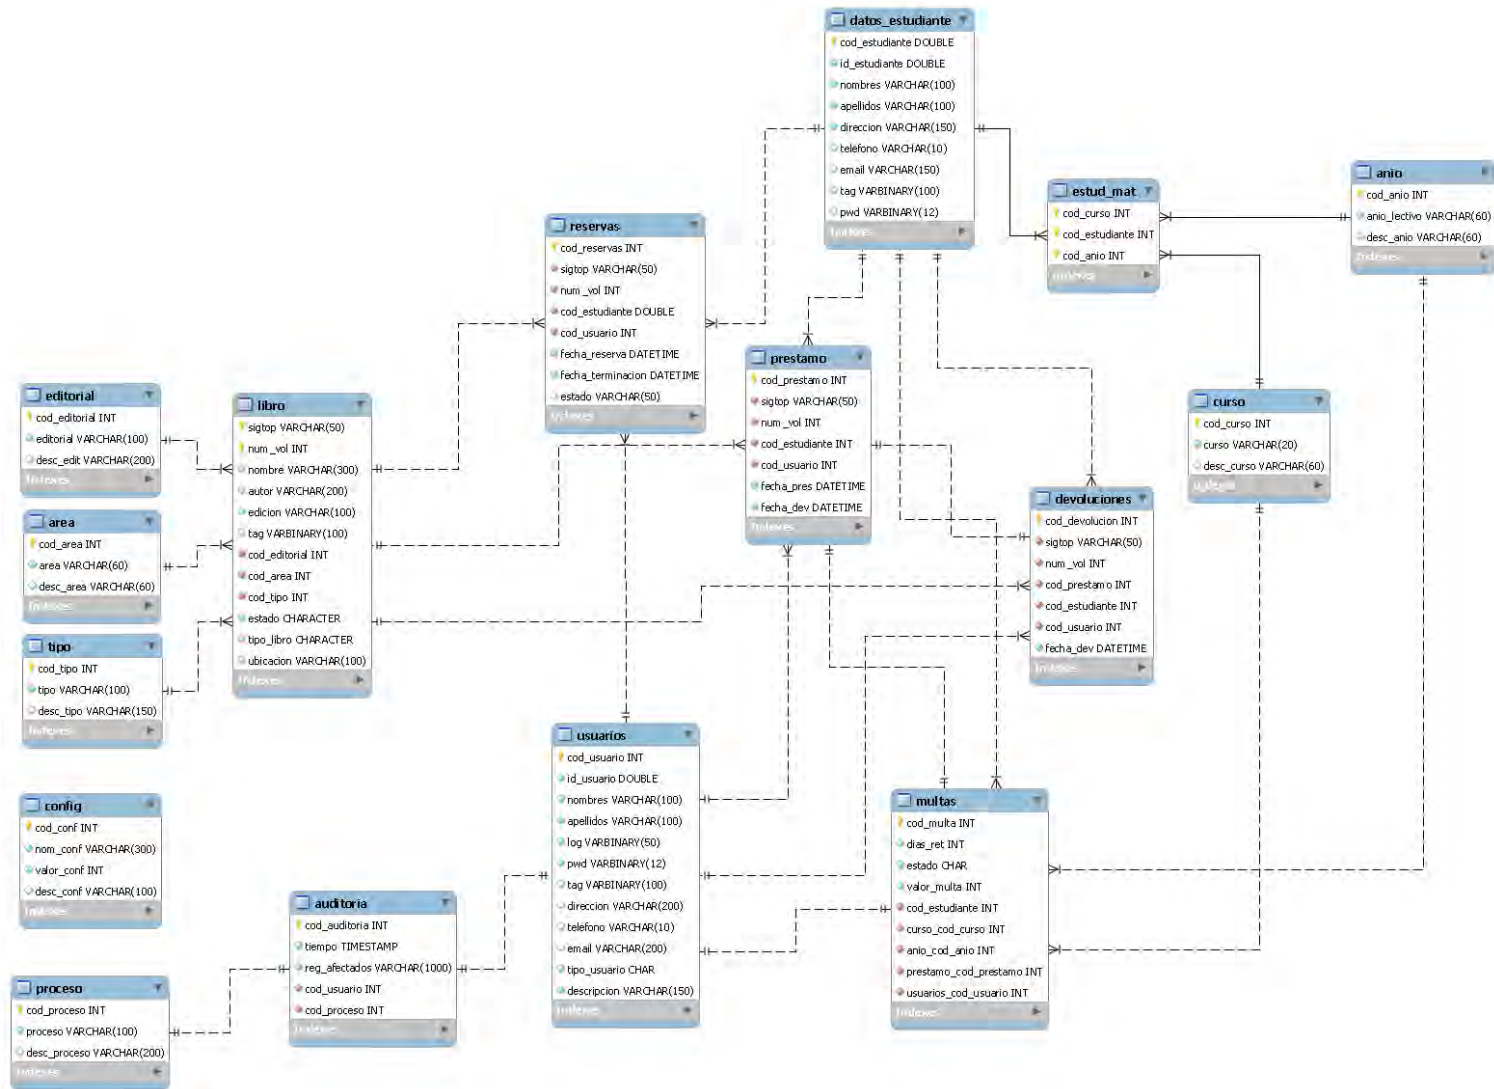 datos_estudiante
cod_estudiante DOUBLE
id_estudiante DOUBLE
nombres VARCHAR(100)
apellidos VARCHAR(100)
direccion VARCHAR(150)
telefono VARCHAR(10)
email VARCHAR(150)
tag VARBINARY(100)
pwd VARBINARY(12)
Indexes
estud_mat
cod_curso INT
cod_estudiante INT
cod_anio INT
Indexes
anio
cod_anio INT
anio_lectivo VARCHAR(60)
desc_anio VARCHAR(60)
Indexes
reservas
cod_reservas INT
sigtop VARCHAR(50)
num_vol INT
cod_estudiante DOUBLE
cod_usuario INT
fecha_reserva DATETIME
fecha_terminacion DATETIME
estado VARCHAR(50)
Indexes
prestamo
cod_prestamo INT
sigtop VARCHAR(50)
num_vol INT
cod_estudiante INT
cod_usuario INT
fecha_pres DATETIME
fecha_dev DATETIME
Indexes
editorial
cod_editorial INT
editorial VARCHAR(100)
desc_edit VARCHAR(200)
Indexes
libro
sigtop VARCHAR(50)
num_vol INT
nombre VARCHAR(300)
autor VARCHAR(200)
edicion VARCHAR(100)
tag VARBINARY(100)
cod_editorial INT
cod_area INT
cod_tipo INT
estado CHARACTER
tipo_libro CHARACTER
ubicacion VARCHAR(100)
Indexes
curso
cod_curso INT
curso VARCHAR(20)
desc_curso VARCHAR(60)
Indexes
area
cod_area INT
area VARCHAR(60)
desc_area VARCHAR(60)
Indexes
devoluciones
cod_devolucion INT
sigtop VARCHAR(50)
num_vol INT
cod_prestamo INT
cod_estudiante INT
cod_usuario INT
fecha_dev DATETIME
Indexes
tipo
cod_tipo INT
tipo VARCHAR(100)
desc_tipo VARCHAR(150)
Indexes
usuarios
cod_usuario INT
id_usuario DOUBLE
nombres VARCHAR(100)
apellidos VARCHAR(100)
log VARBINARY(50)
pwd VARBINARY(12)
tag VARBINARY(100)
direccion VARCHAR(200)
telefono VARCHAR(10)
email VARCHAR(200)
tipo_usuario CHAR
descripcion VARCHAR(150)
Indexes
multas
cod_multa INT
dias_ret INT
estado CHAR
valor_multa INT
cod_estudiante INT
curso_cod_curso INT
anio_cod_anio INT
prestamo_cod_prestamo INT
usuarios_cod_usuario INT
Indexes
config
cod_conf INT
nom_conf VARCHAR(300)
valor_conf INT
desc_conf VARCHAR(100)
Indexes
auditoria
cod_auditoria INT
tiempo TIMESTAMP
reg_afectados VARCHAR(1000)
cod_usuario INT
cod_proceso INT
Indexes
proceso
cod_proceso INT
proceso VARCHAR(100)
desc_proceso VARCHAR(200)
Indexes